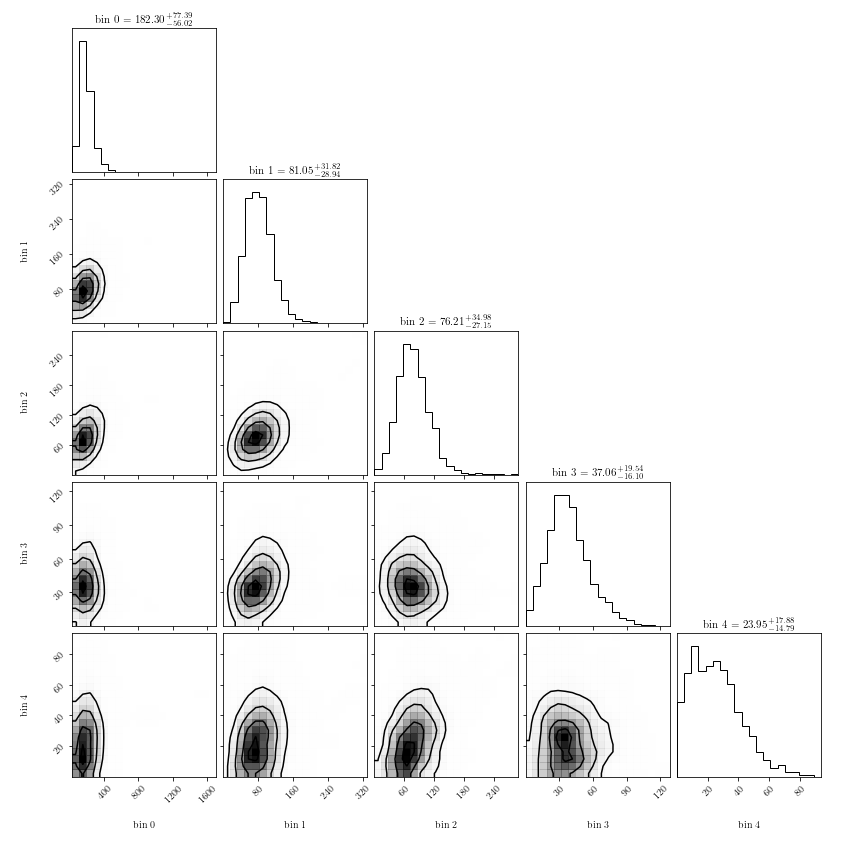 bin 0 = 182.30 +77.39 −56.02
bin 1 = 81.05 +31.82 −28.94
320
240
160
80
bin 1
bin 2 = 76.21 +34.98 −27.15
240
180
120
60
bin 2
bin 3 = 37.06 +19.54 −16.10
120
90
60
30
bin 3
bin 4 = 23.95 +17.88 −14.79
80
60
40
20
bin 4
400 800 1200 1600
80 160 240 320
60 120 180 240
30 60 90 120
20 40 60 80
bin 0 bin 1 bin 2 bin 3 bin 4